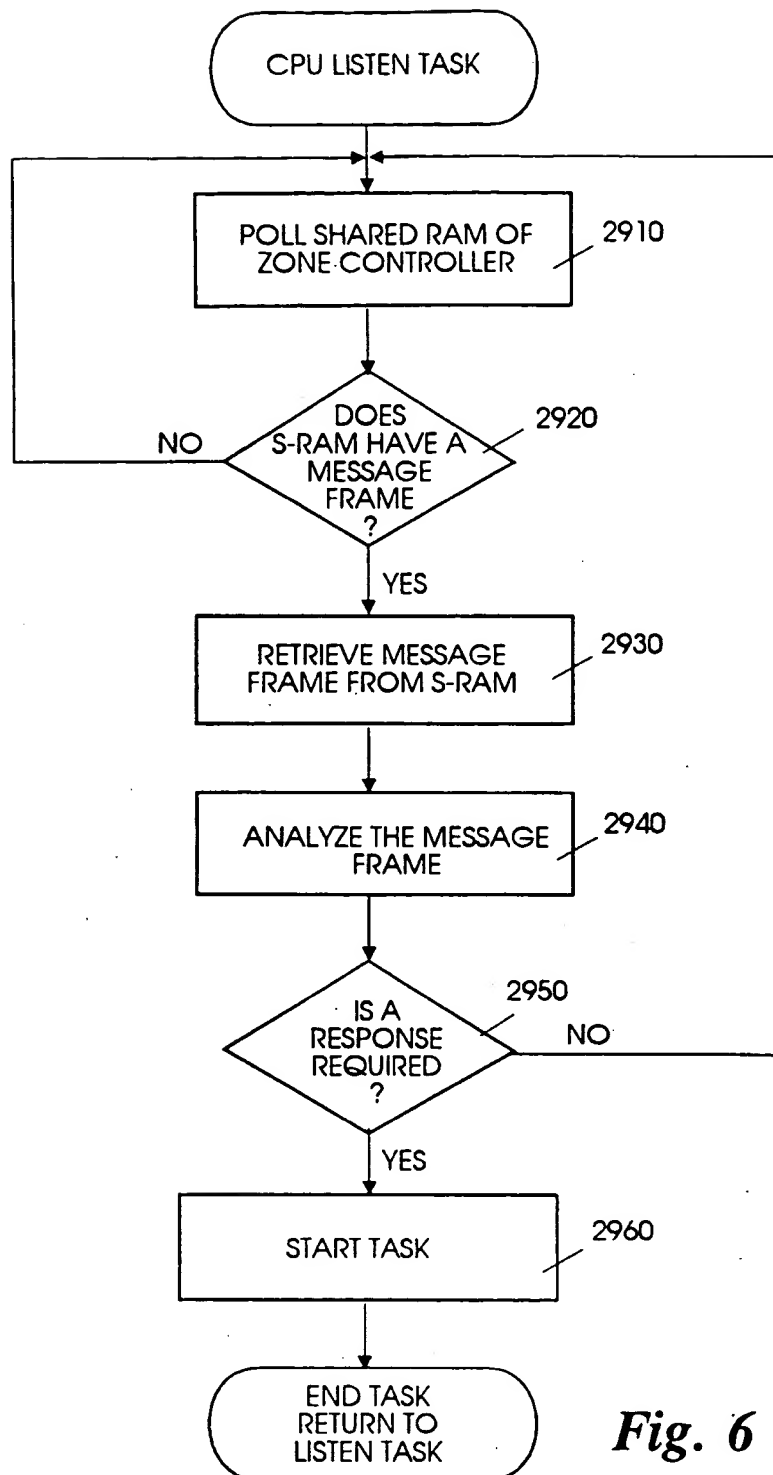 CPU LISTEN TASK
POLL SHARED RAM OF
ZONE CONTROLLER
2910
DOES
S-RAM HAVE A
MESSAGE
FRAME
?
2920
NO
YES
RETRIEVE MESSAGE
FRAME FROM S-RAM
2930
ANALYZE THE MESSAGE
FRAME
2940
IS A
RESPONSE
REQUIRED
?
2950
NO
YES
START TASK
2960
END TASK
RETURN TO
LISTEN TASK
Fig. 6